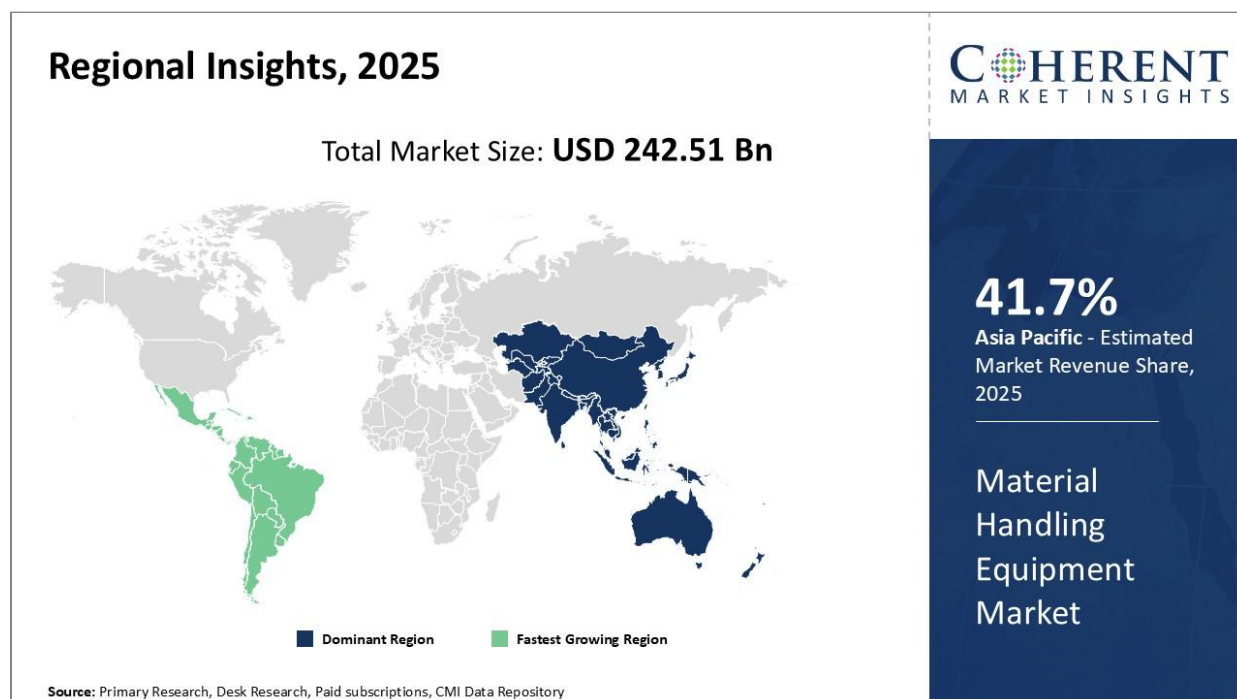 Regional Insights, 2025
Total Market Size: USD 242.51 Bn
Dominant Region
Fastest Growing Region
Source: Primary Research, Desk Research, Paid subscriptions, CMI Data Repository
COHERENT
MARKET INSIGHTS
41.7%
Asia Pacific - Estimated
Market Revenue Share,
2025
Material
Handling
Equipment
Market